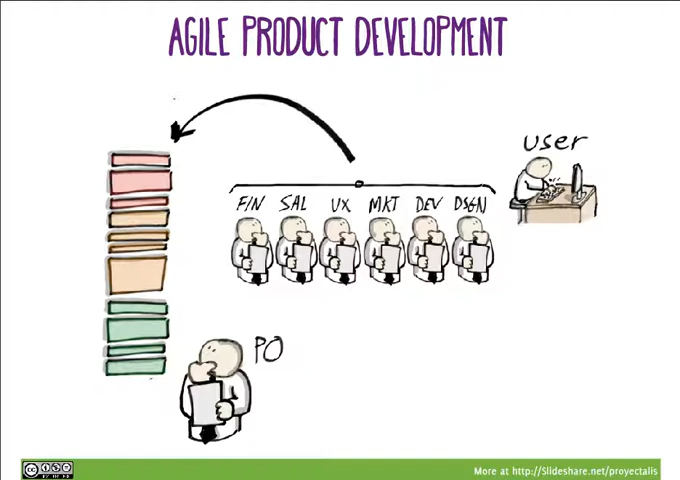 AGILE PRODUCT DEVELOPMENT
user
FIN SAL UX MKT DEV DSGN
PO
More at http://Slideshare.net/proyectalis